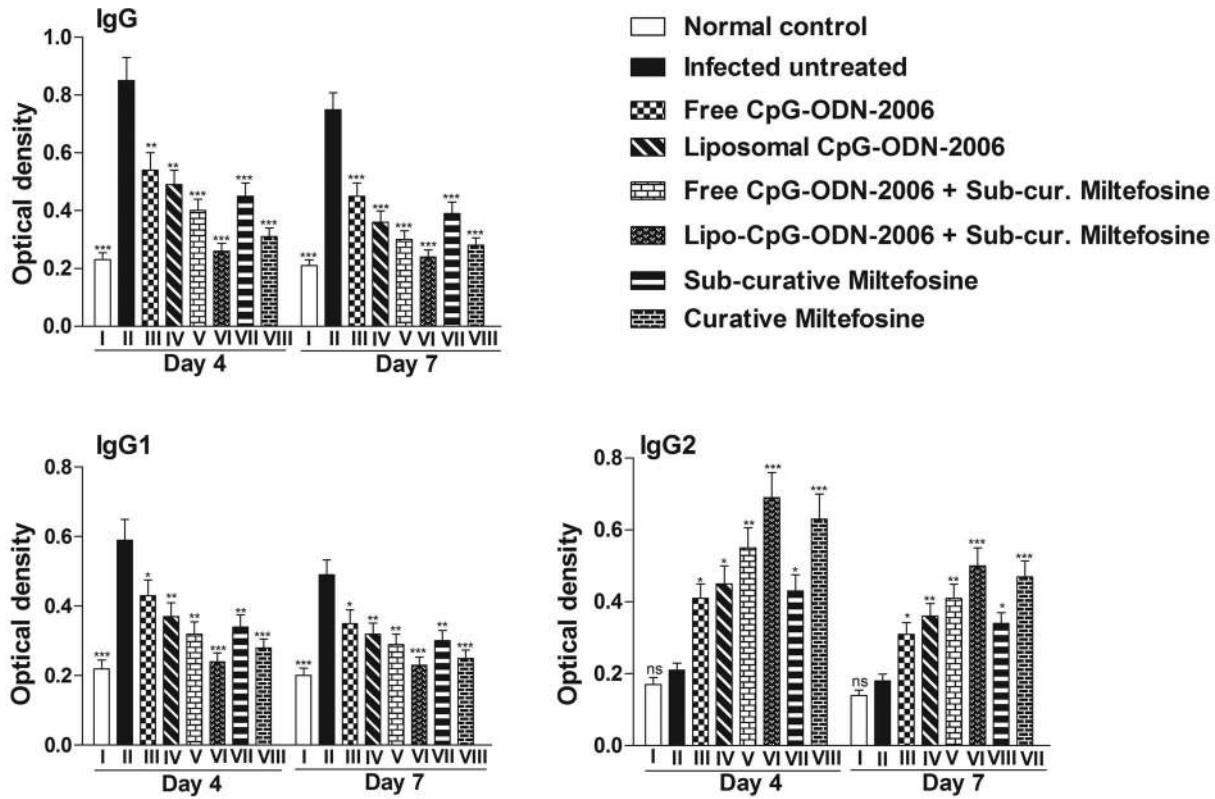 IgG
1.0
0.8
0.6
0.4
0.2
0.0
Optical density
*** ** ** *** *** *** ***
*** *** *** *** *** *** ***
I II III IV V VI VII VIII I II III IV V VI VII VIII
Day 4 Day 7
Normal control
Infected untreated
Free CpG-ODN-2006
Liposomal CpG-ODN-2006
Free CpG-ODN-2006 + Sub-cur. Miltefosine
Lipo-CpG-ODN-2006 + Sub-cur. Miltefosine
Sub-curative Miltefosine
Curative Miltefosine
IgG1
0.8
0.6
0.4
0.2
0.0
Optical density
*** * ** ** *** ** ***
*** * ** ** *** ** ***
I II III IV V VI VII VIII I II III IV V VI VII VIII
Day 4 Day 7
IgG2
0.8
0.6
0.4
0.2
0.0
Optical density
ns * * ** *** * ***
ns * ** ** *** * ***
I II III IV V VI VII VIII I II III IV V VI VIII VII
Day 4 Day 7